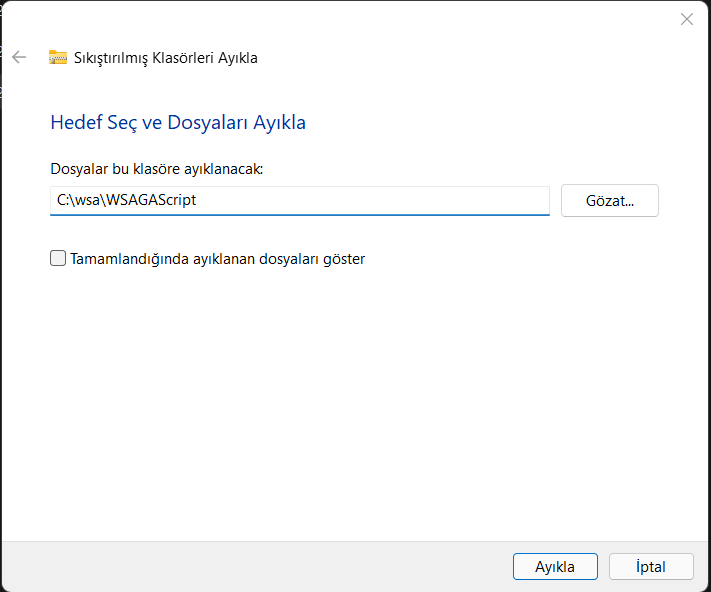 Sıkıştırılmış Klasörleri Ayıkla
Hedef Seç ve Dosyaları Ayıkla
Dosyalar bu klasöre ayıklanacak:
C:\wsa\WSAGAScript
Gözat...
Tamamlandığında ayıklanan dosyaları göster
Ayıkla
İptal